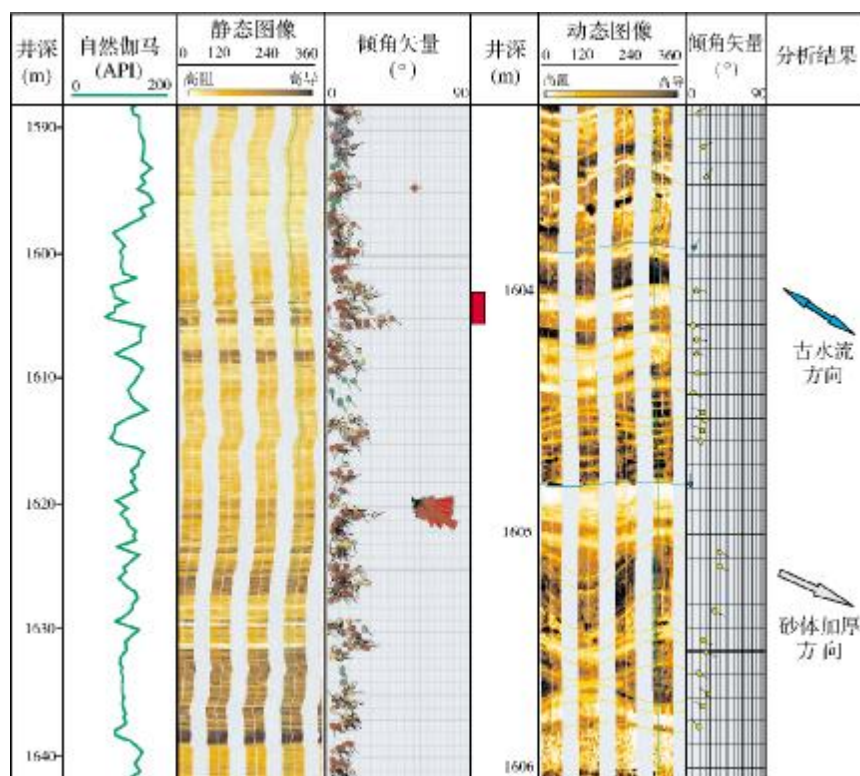 井深
(m)
自然伽马
(API)
0 200
静态图像
0 120 240 360
高阻 高导
倾角矢量
(°)
0 90
井深
(m)
动态图像
0 120 240 360
高阻 高导
倾角矢量
(°)
0 90
分析结果
1590
1600
1610
1620
1630
1640
1604
1605
1606
古水流
方向
砂体加厚
方向